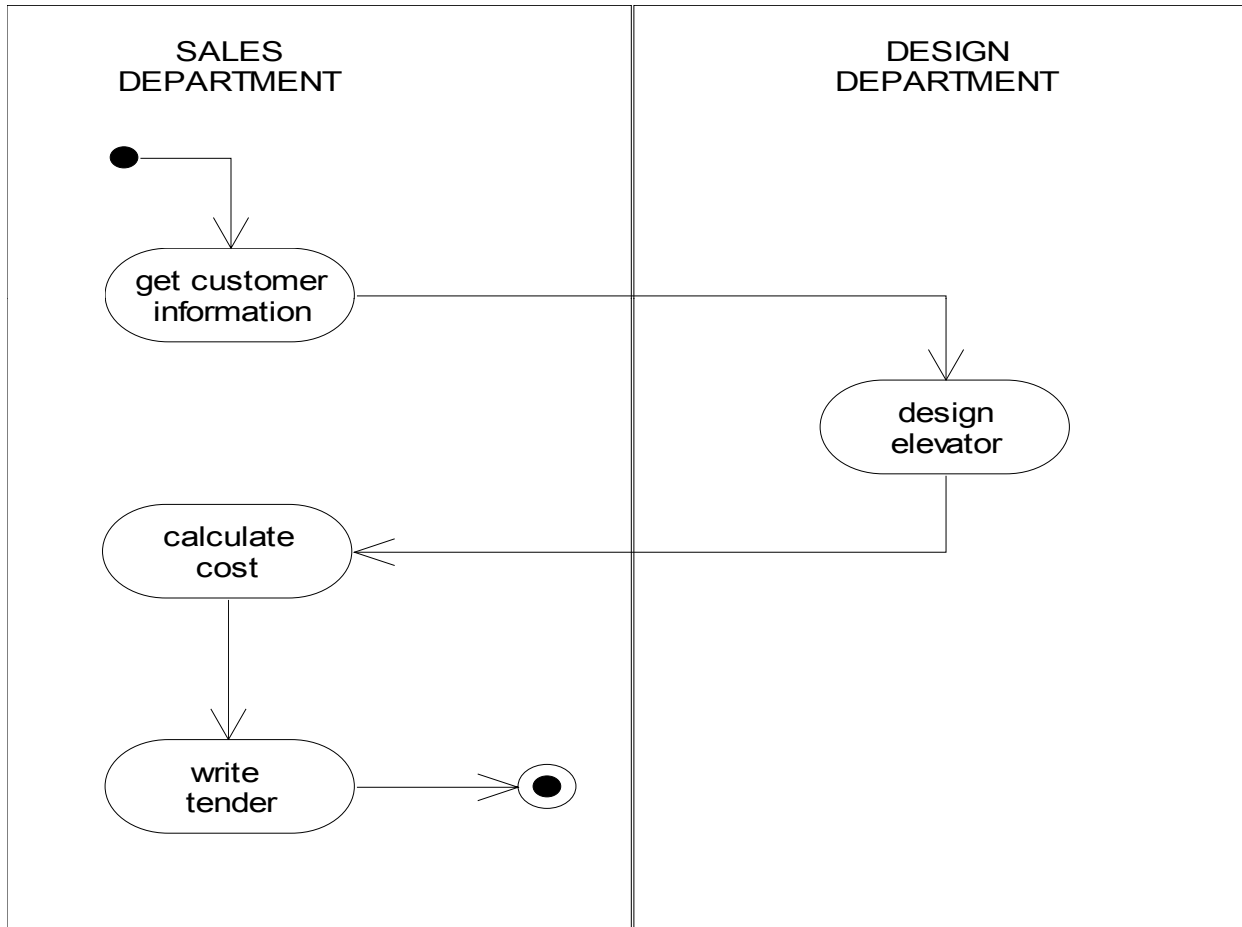 SALES
DEPARTMENT
DESIGN
DEPARTMENT
get customer
information
design
elevator
calculate
cost
write
tender